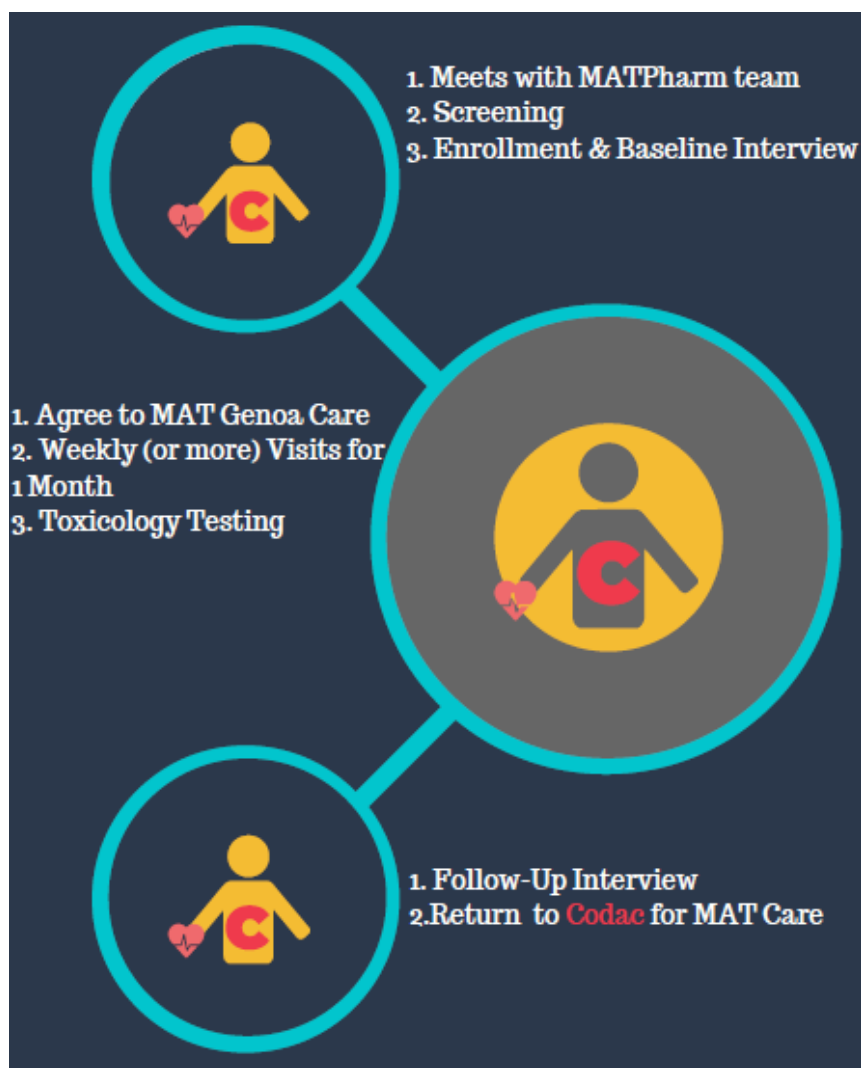 1. Meets with MATPharm team
2. Screening
3. Enrollment & Baseline Interview
C
1. Agree to MAT Genoa Care
2. Weekly (or more) Visits for
1 Month
3. Toxicology Testing
C
1. Follow-Up Interview
2.Return to Codac for MAT Care
C